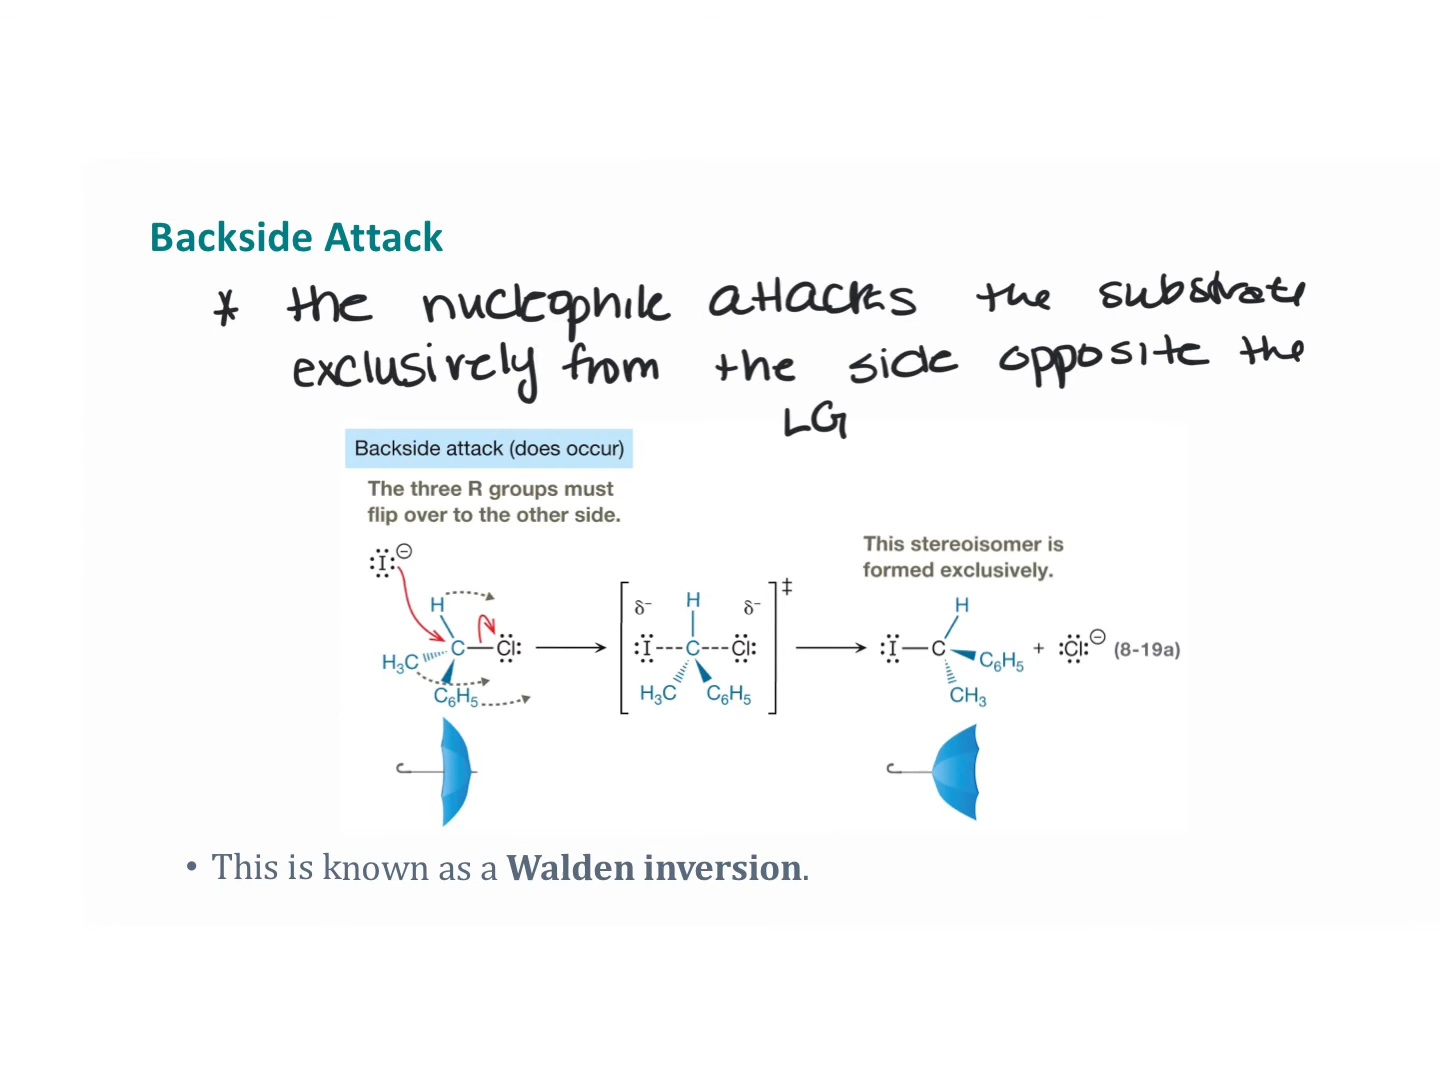 Backside Attack
* the nucleophile attacks the substrate
exclusively from the side opposite the
LG
Backside attack (does occur)
The three R groups must
flip over to the other side.
This stereoisomer is
formed exclusively.
:I:⊖ H H₃C C—Cl: C₆H₅
[ δ⁻ H δ⁻ :I---C---Cl: H₃C C₆H₅ ]‡
:I—C H C₆H₅ CH₃ + :Cl:⊖ (8-19a)
• This is known as a Walden inversion.